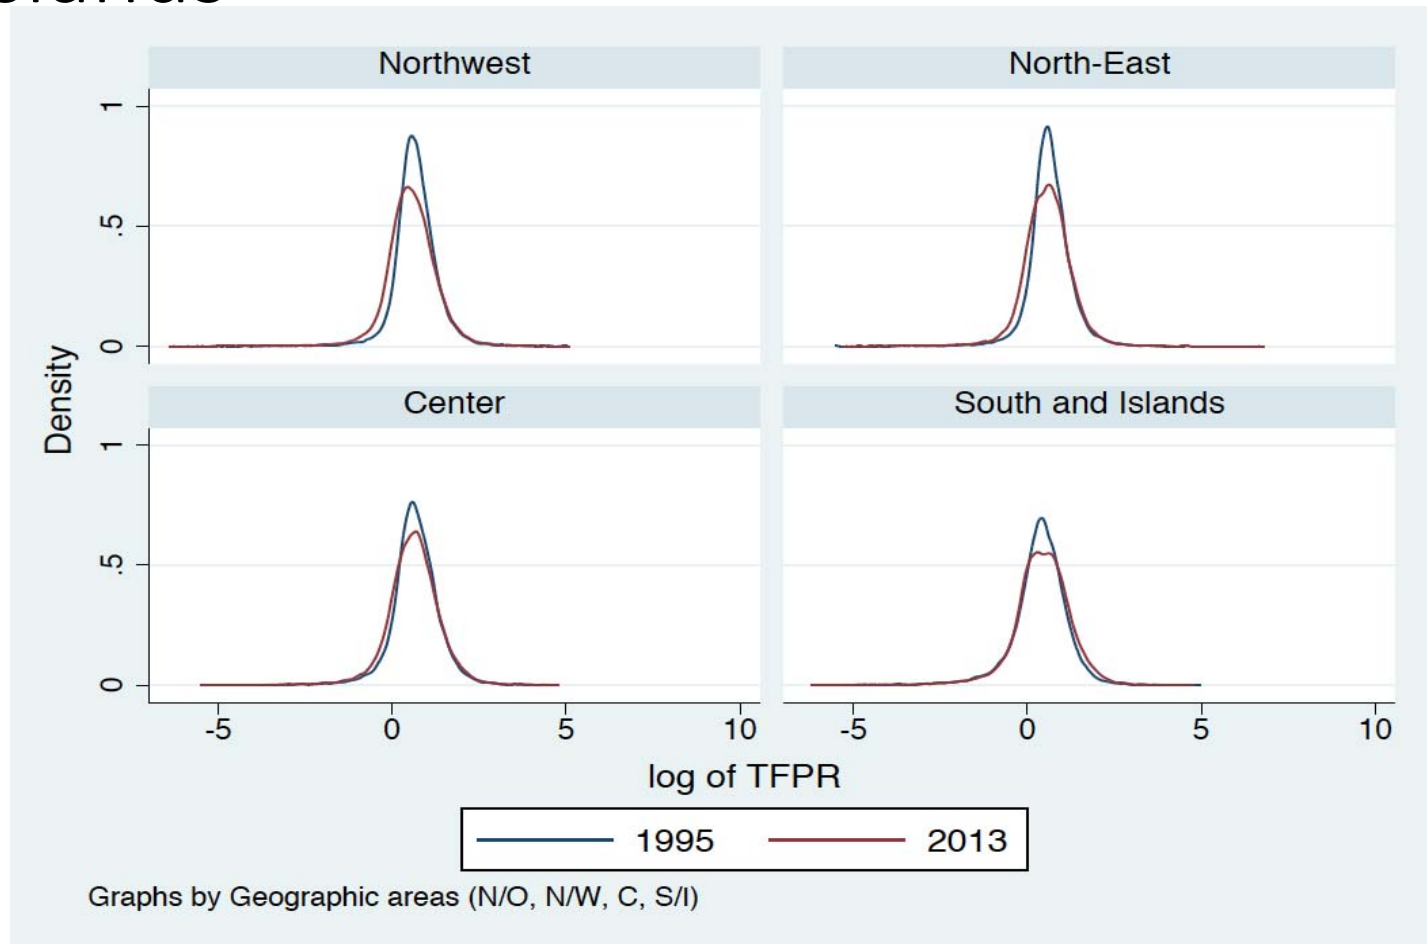 Northwest
North-East
1
.5
0
Center
South and Islands
Density
1
.5
0
-5
0
5
10
-5
0
5
10
log of TFPR
1995
2013
Graphs by Geographic areas (N/O, N/W, C, S/I)